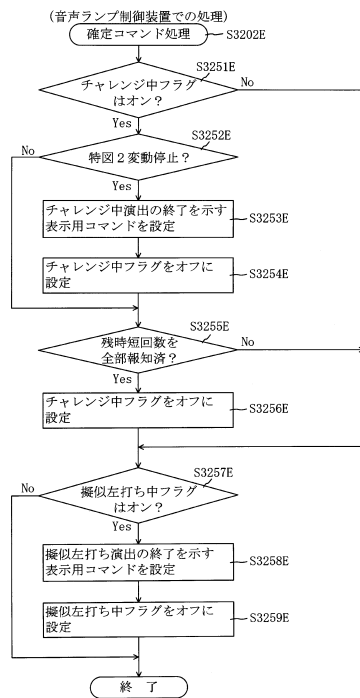 (音声ランプ制御装置での処理)
確定コマンド処理
S3202E
S3251E
チャレンジ中フラグ
はオン?
No
Yes
S3252E
No
特図2変動停止?
Yes
チャレンジ中演出の終了を示す
表示用コマンドを設定
S3253E
チャレンジ中フラグをオフに
設定
S3254E
S3255E
残時短回数を
全部報知済?
No
Yes
チャレンジ中フラグをオフに
設定
S3256E
S3257E
No
擬似左打ち中フラグ
はオン?
Yes
擬似左打ち演出の終了を示す
表示用コマンドを設定
S3258E
擬似左打ち中フラグをオフに
設定
S3259E
終 了